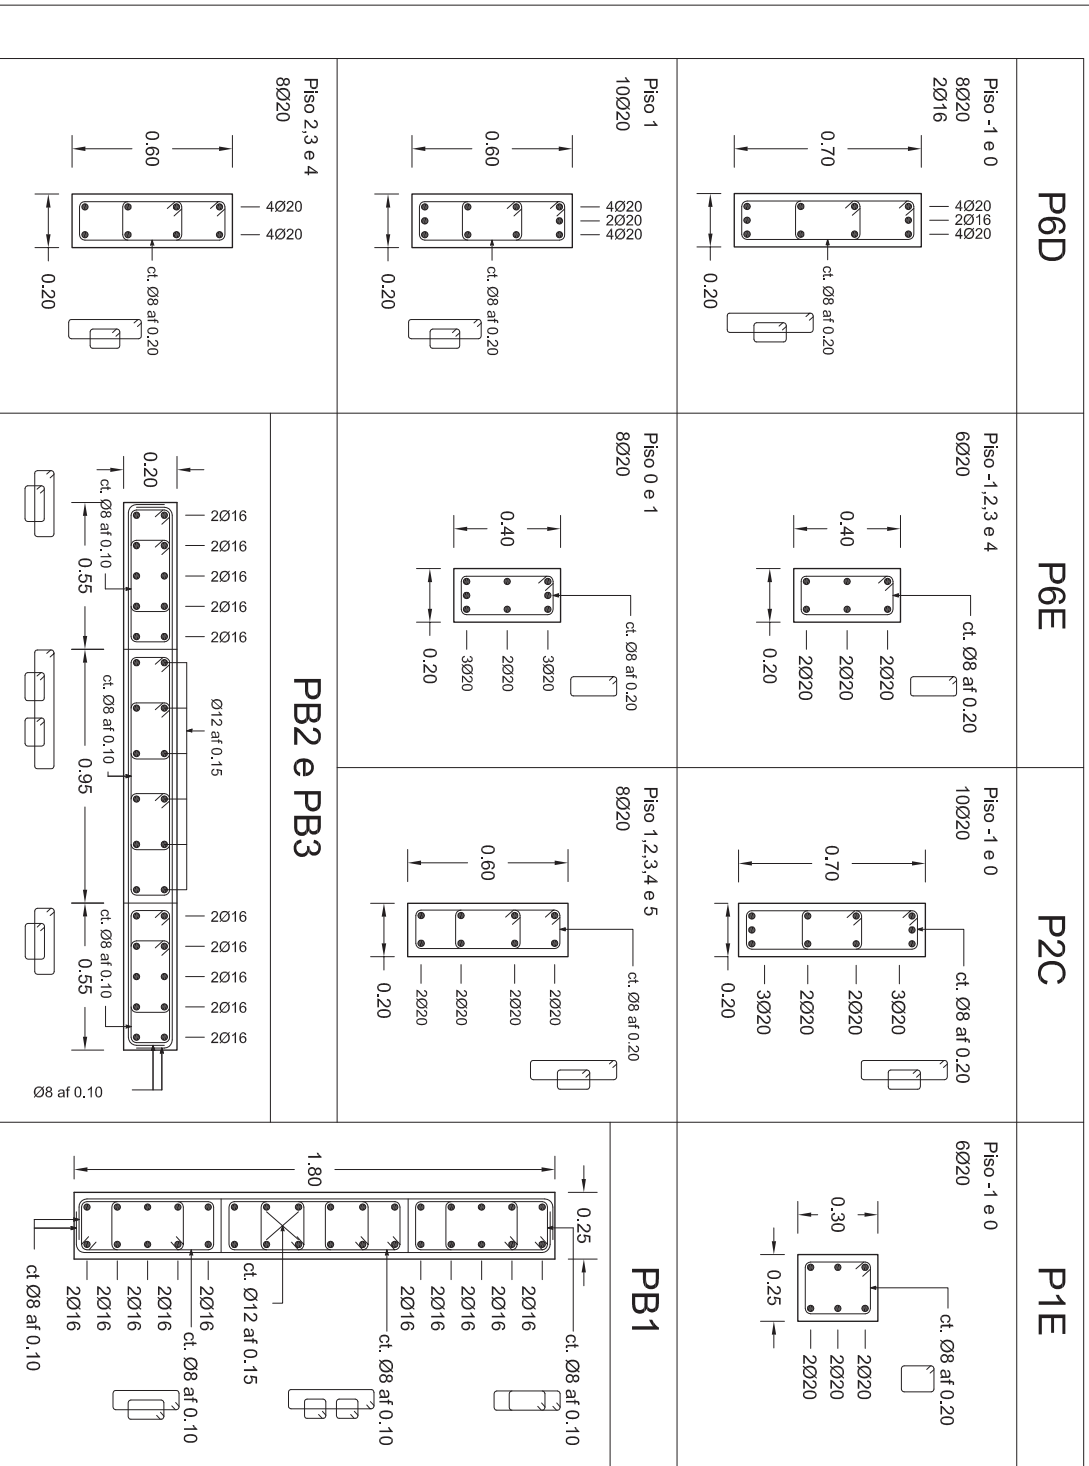 P6D
Piso -1 e 0
8Ø20
2Ø16
0.70
4Ø20
2Ø16
4Ø20
0.20
ct. Ø8 af 0.20
Piso 1
10Ø20
0.60
4Ø20
2Ø20
4Ø20
0.20
ct. Ø8 af 0.20
Piso 2,3 e 4
8Ø20
0.60
4Ø20
4Ø20
0.20
ct. Ø8 af 0.20
P6E
Piso -1,2,3 e 4
6Ø20
0.40
ct. Ø8 af 0.20
2Ø20
2Ø20
2Ø20
0.20
Piso 0 e 1
8Ø20
0.40
ct. Ø8 af 0.20
3Ø20
2Ø20
3Ø20
0.20
P2C
Piso -1 e 0
10Ø20
0.70
ct. Ø8 af 0.20
3Ø20
2Ø20
2Ø20
3Ø20
0.20
Piso 1,2,3,4 e 5
8Ø20
0.60
ct. Ø8 af 0.20
2Ø20
2Ø20
2Ø20
2Ø20
0.20
P1E
Piso -1 e 0
6Ø20
0.30
ct. Ø8 af 0.20
2Ø20
2Ø20
2Ø20
0.25
PB2 e PB3
0.20
2Ø16
2Ø16
2Ø16
2Ø16
2Ø16
Ø12 af 0.15
2Ø16
2Ø16
2Ø16
2Ø16
2Ø16
ct. Ø8 af 0.10
ct. Ø8 af 0.10
ct. Ø8 af 0.10
0.55
0.95
0.55
Ø8 af 0.10
PB1
1.80
0.25
ct. Ø8 af 0.10
2Ø16
2Ø16
2Ø16
2Ø16
2Ø16
ct. Ø8 af 0.10
ct. Ø12 af 0.15
ct. Ø8 af 0.10
2Ø16
2Ø16
2Ø16
2Ø16
2Ø16
ct Ø8 af 0.10